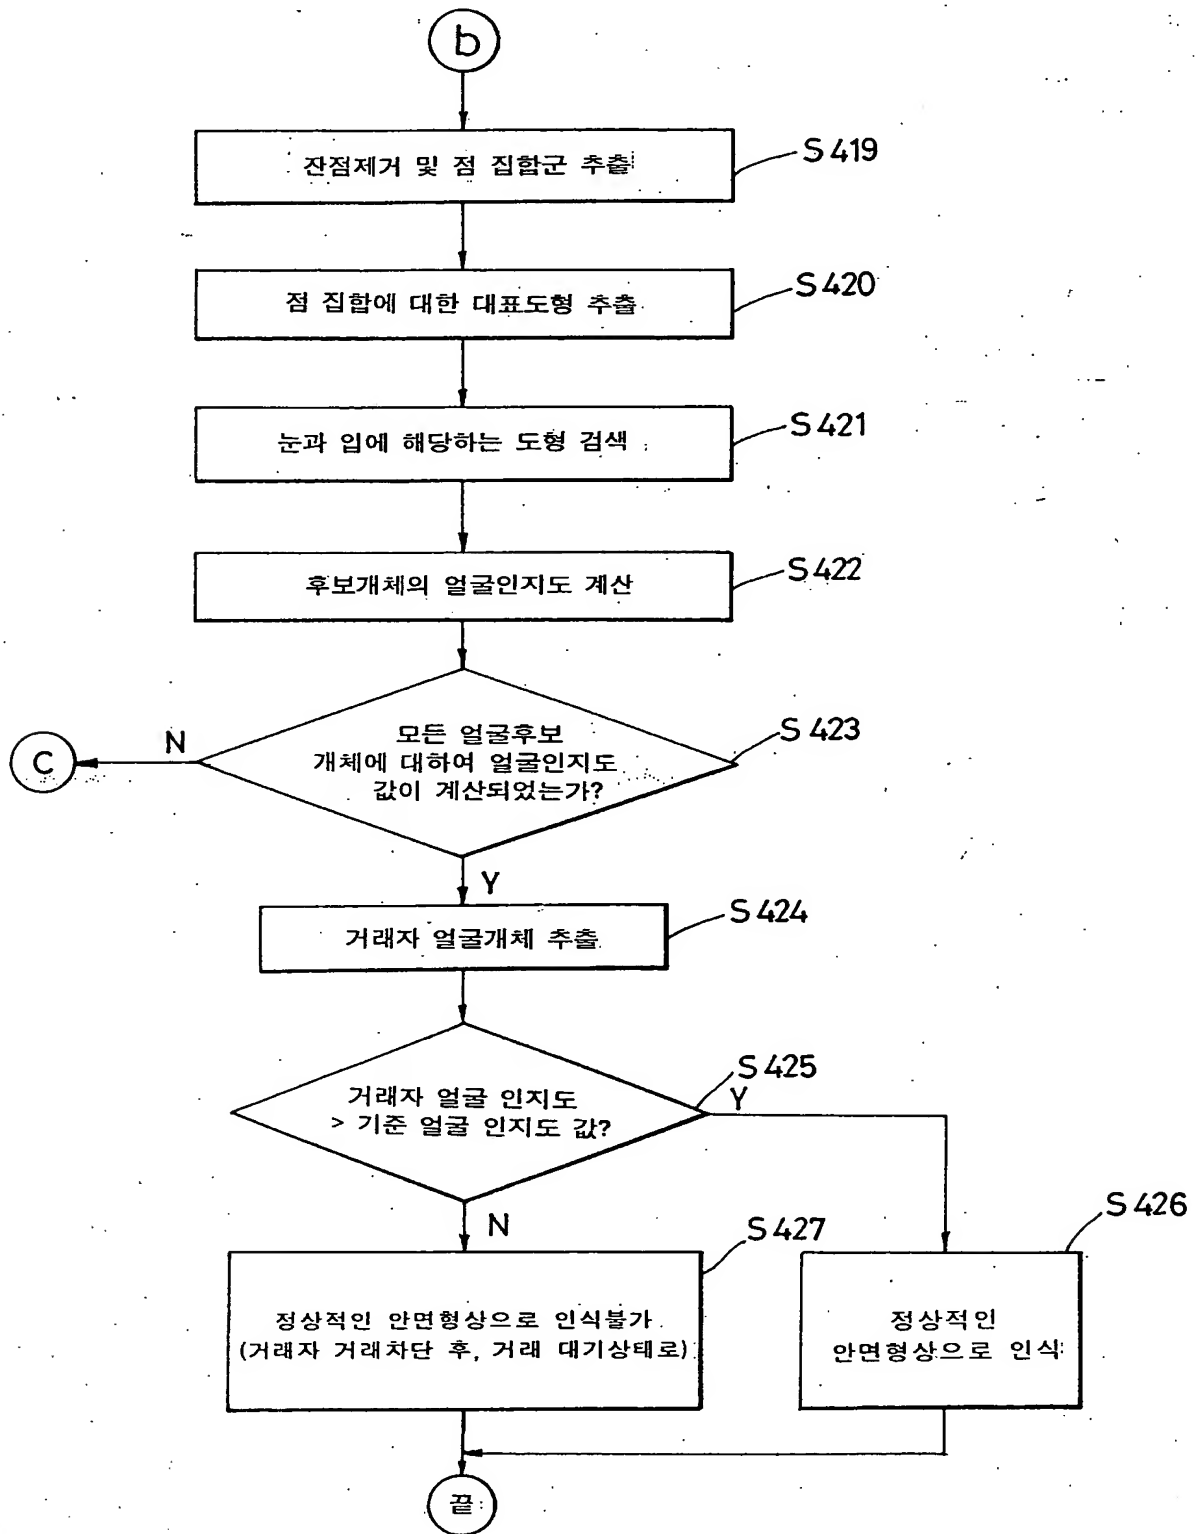 b
잔점제거 및 점 집합군 추출
S419
점 집합에 대한 대표도형 추출
S420
눈과 입에 해당하는 도형 검색
S421
후보개체의 얼굴인지도 계산
S422
모든 얼굴후보
개체에 대하여 얼굴인지도
값이 계산되었는가?
S423
N
C
Y
거래자 얼굴개체 추출
S424
거래자 얼굴 인지도
> 기준 얼굴 인지도 값?
S425
Y
N
정상적인 안면형상으로 인식불가
(거래자 거래차단 후, 거래 대기상태로)
S427
정상적인
안면형상으로 인식
S426
끝